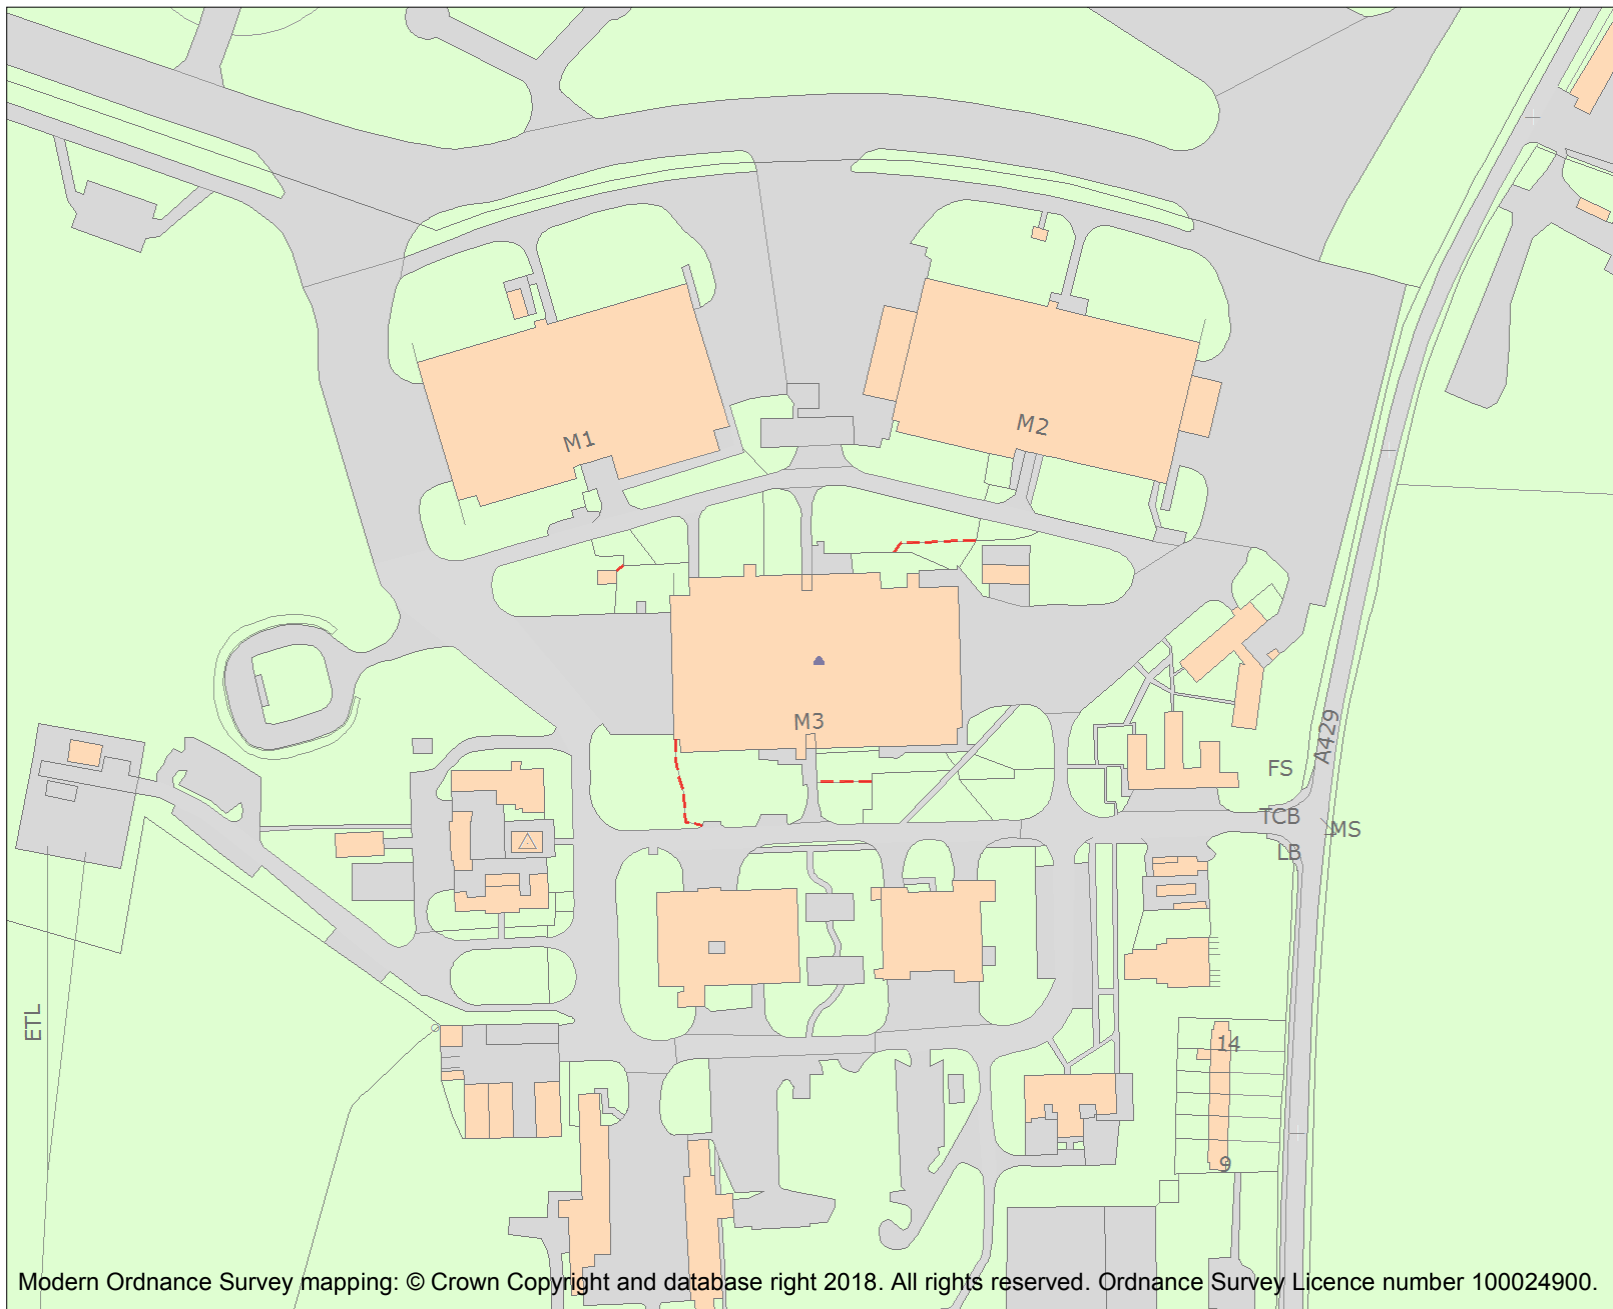 M1
M2
M3
A429
FS
TCB
MS
LB
ETL
14
9
Modern Ordnance Survey mapping: © Crown Copyright and database right 2018. All rights reserved. Ordnance Survey Licence number 100024900.